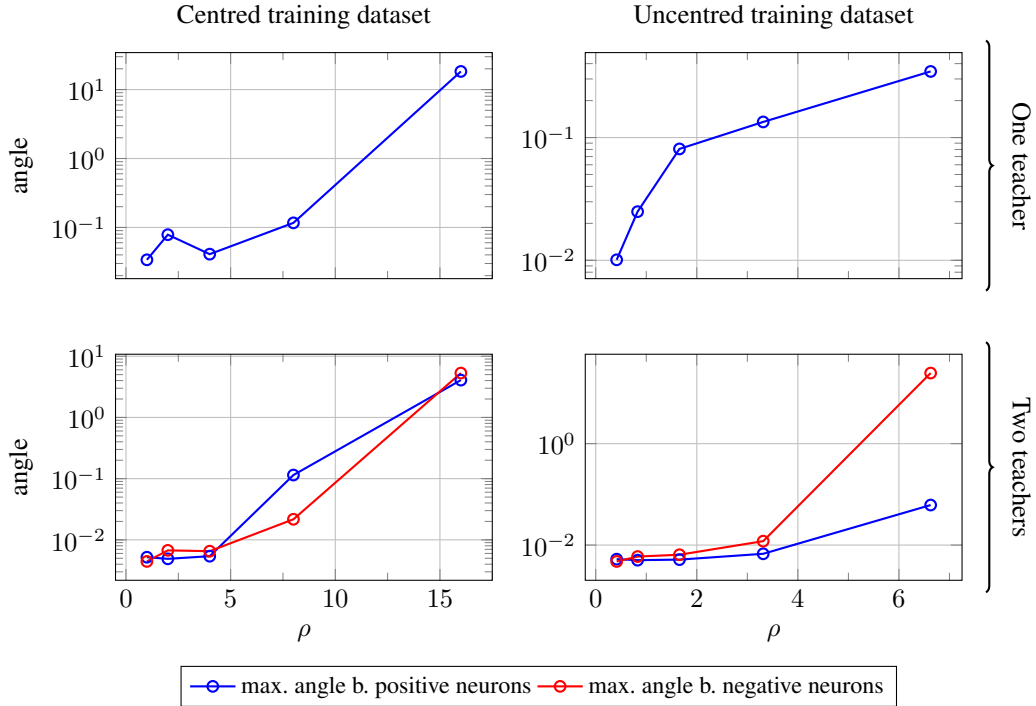 Centred training dataset
Uncentred training dataset
angle
10^1
10^0
10^−1
10^−1
10^−2
One teacher
angle
10^1
10^0
10^−1
10^−2
0
5
10
15
ρ
10^0
10^−2
0
2
4
6
ρ
Two teachers
max. angle b. positive neurons
max. angle b. negative neurons